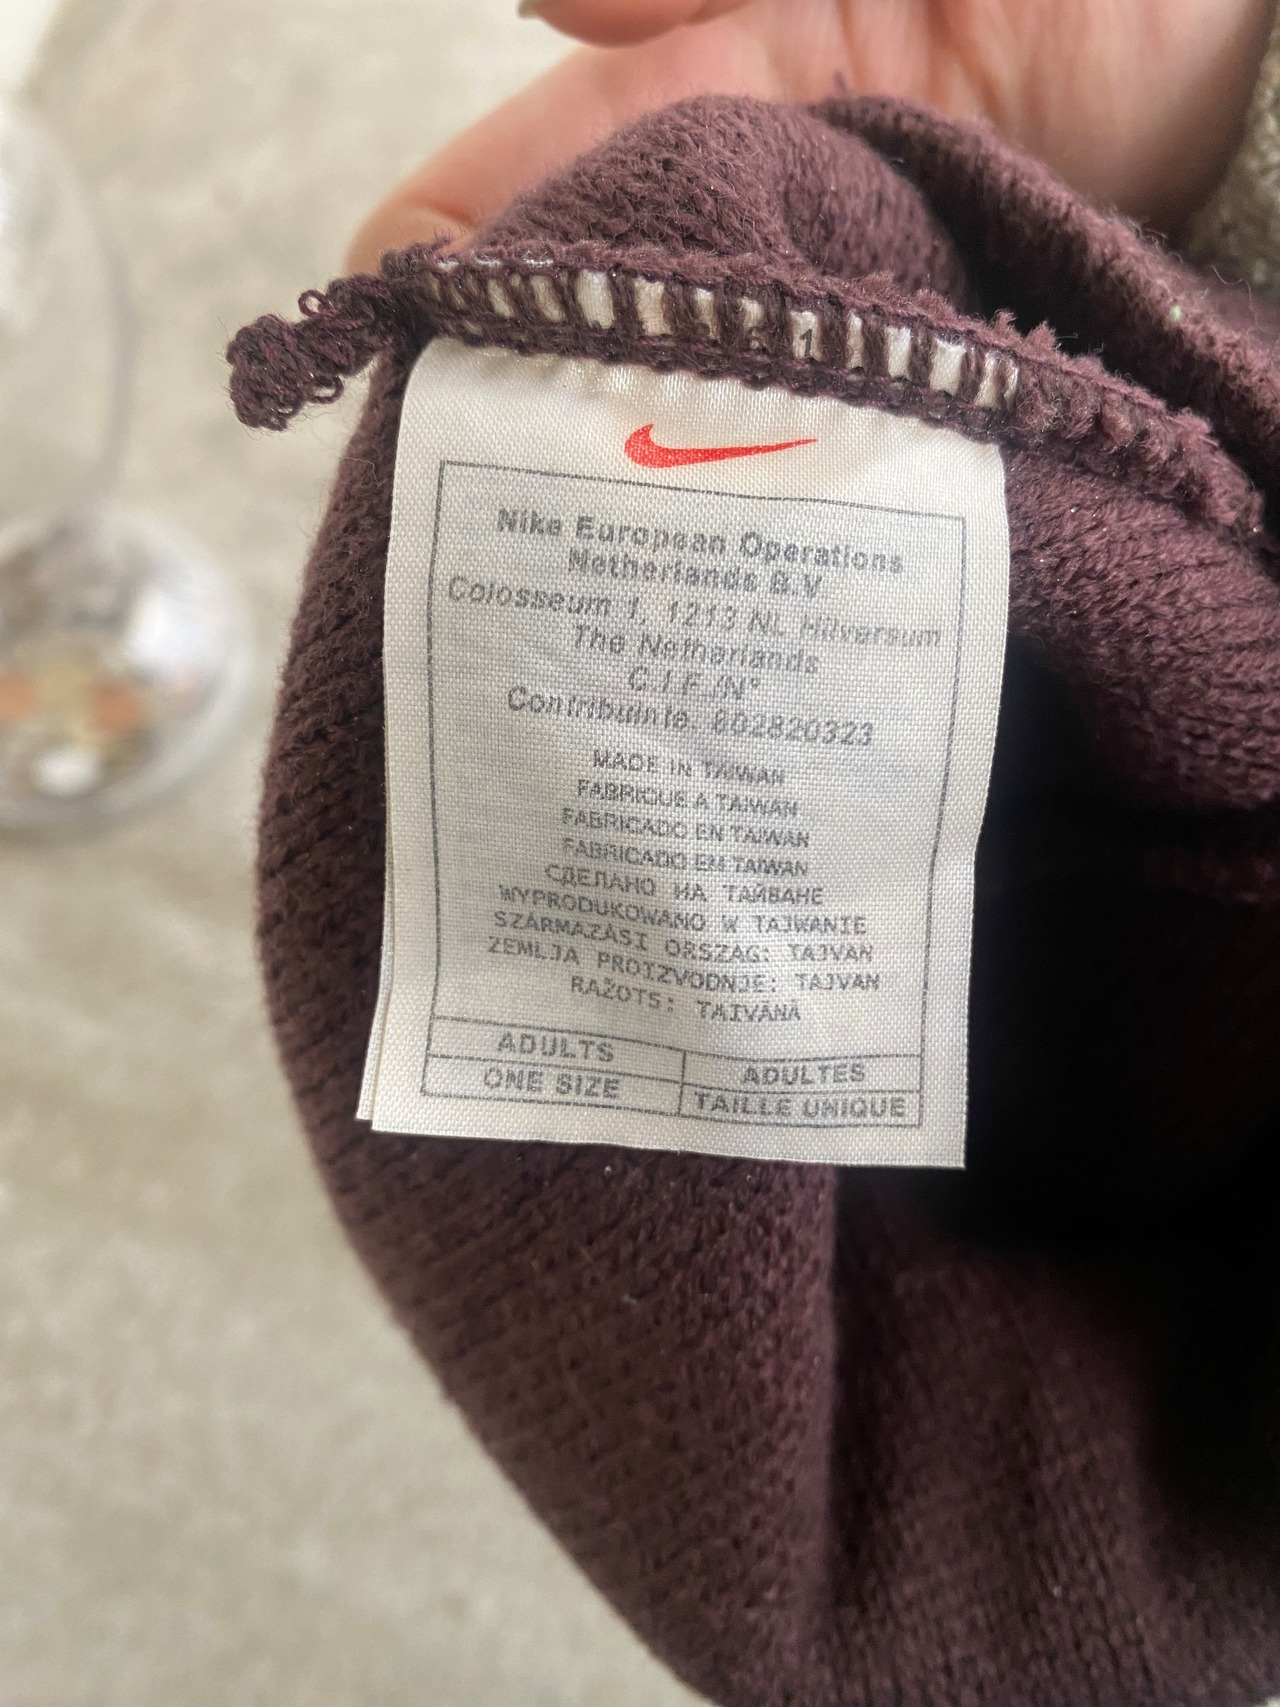 1
Nike European Operations
Netherlands B.V
Colosseum 1, 1213 NL Hilversum
The Netherlands
C.I.F./N°
Contribuinte. 802820323
MADE IN TAIWAN
FABRIQUE A TAIWAN
FABRICADO EN TAIWAN
FABRICADO EM TAIWAN
СДЕЛАНО НА ТАЙВАНЕ
WYPRODUKOWANO W TAJWANIE
SZÁRMAZÁSI ORSZAG: TAJVAN
ZEMLJA PROIZVODNJE: TAJVAN
RAŽOTS: TAIVĀNĀ
ADULTS ADULTES
ONE SIZE TAILLE UNIQUE